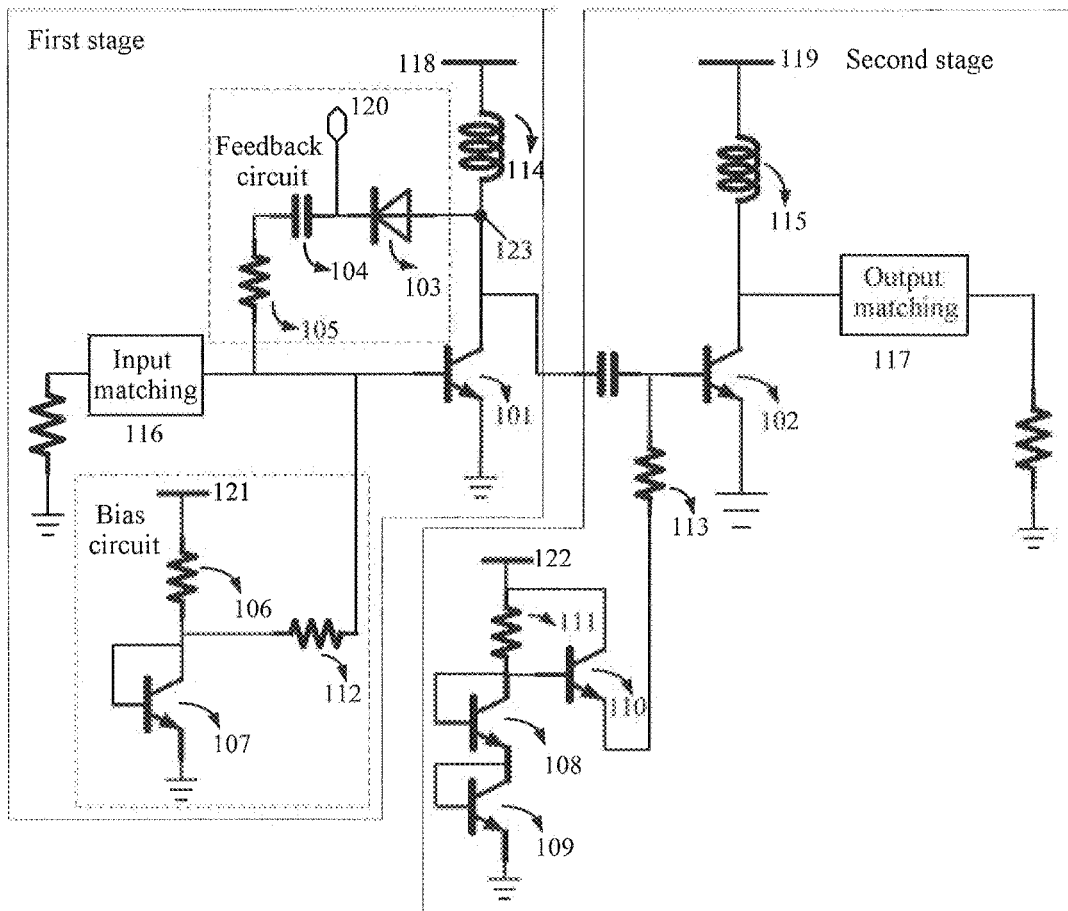 First stage
Second stage
118
119
120
Feedback
circuit
114
115
123
104
103
105
Input
matching
116
101
Output
matching
117
102
113
121
Bias
circuit
106
112
107
122
111
110
108
109